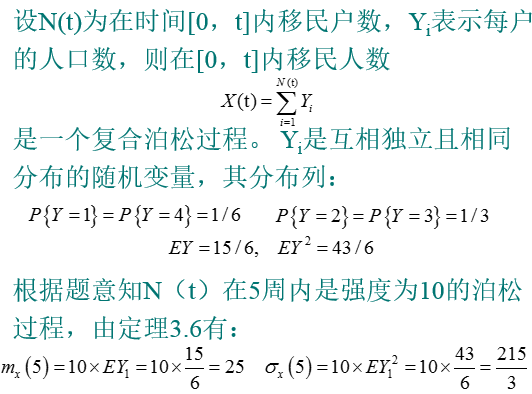 设N(t)为在时间[0，t]内移民户数，Yi表示每户
的人口数，则在[0，t]内移民人数
X(t)=∑_{i=1}^{N(t)} Y_i
是一个复合泊松过程。 Yi是互相独立且相同
分布的随机变量，其分布列：
P{Y=1}=P{Y=4}=1/6 P{Y=2}=P{Y=3}=1/3
EY=15/6, EY²=43/6
根据题意知N（t）在5周内是强度为10的泊松
过程，由定理3.6有：
m_x(5)=10×EY₁=10×15/6=25 σ_x(5)=10×EY₁²=10×43/6=215/3